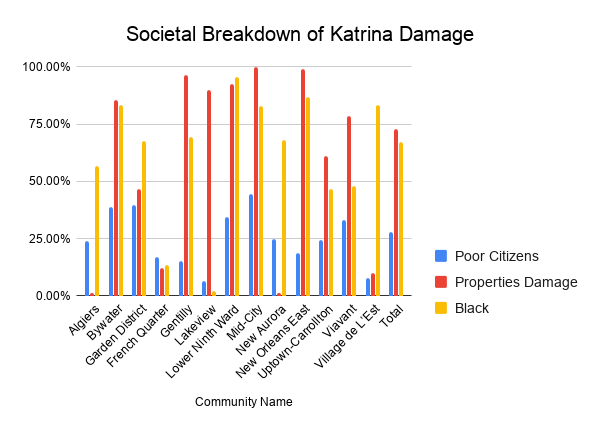 Societal Breakdown of Katrina Damage
100.00%
75.00%
50.00%
25.00%
0.00%
Algiers
Bywater
Garden District
French Quarter
Gentilly
Lakeview
Lower Ninth Ward
Mid-City
New Aurora
New Orleans East
Uptown-Carrollton
Viavant
Village de L'Est
Total
Community Name
Poor Citizens
Properties Damage
Black